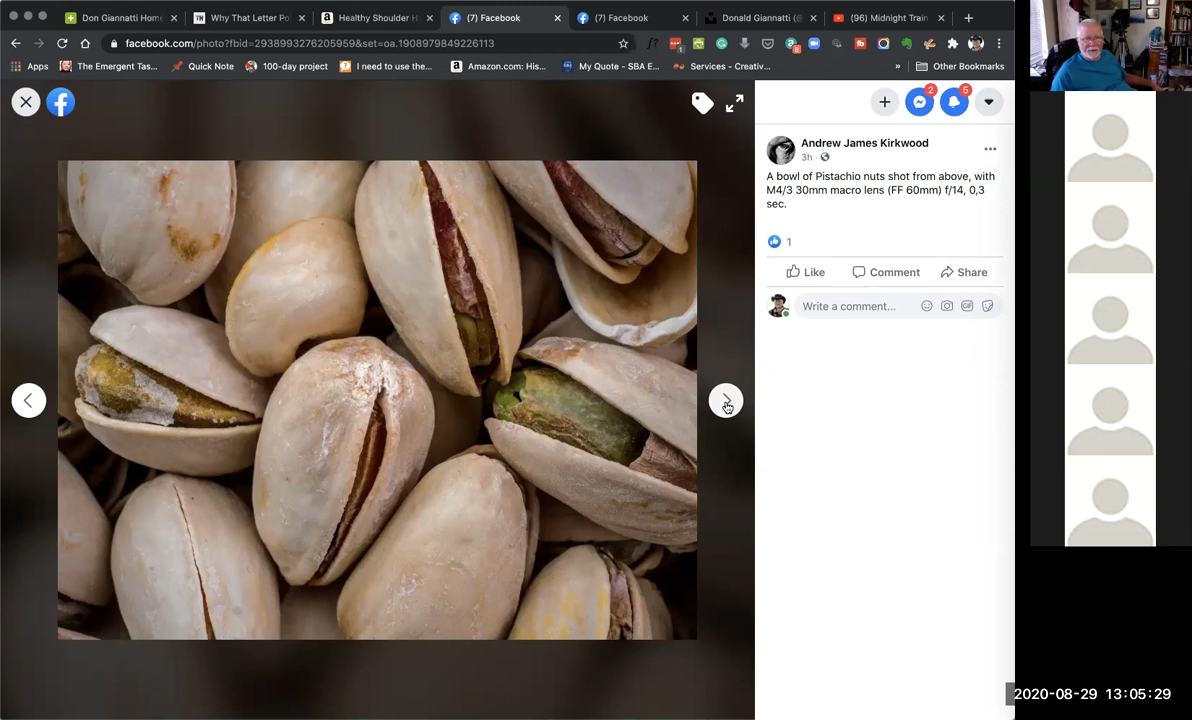 Don Giannatti Hom
Why That Letter Po
Healthy Shoulder H
(7) Facebook
(7) Facebook
Donald Giannatti (@
(96) Midnight Train
facebook.com/photo?fbid=2938993276205959&set=oa.1908979849226113
Apps
The Emergent Tas...
Quick Note
100-day project
I need to use the...
Amazon.com: His...
My Quote - SBA E...
Services - Creativ...
»
Other Bookmarks
2
5
Andrew James Kirkwood
3h ·
A bowl of Pistachio nuts shot from above, with
M4/3 30mm macro lens (FF 60mm) f/14, 0,3
sec.
1
Like
Comment
Share
Write a comment...
2020-08-29 13:05:29